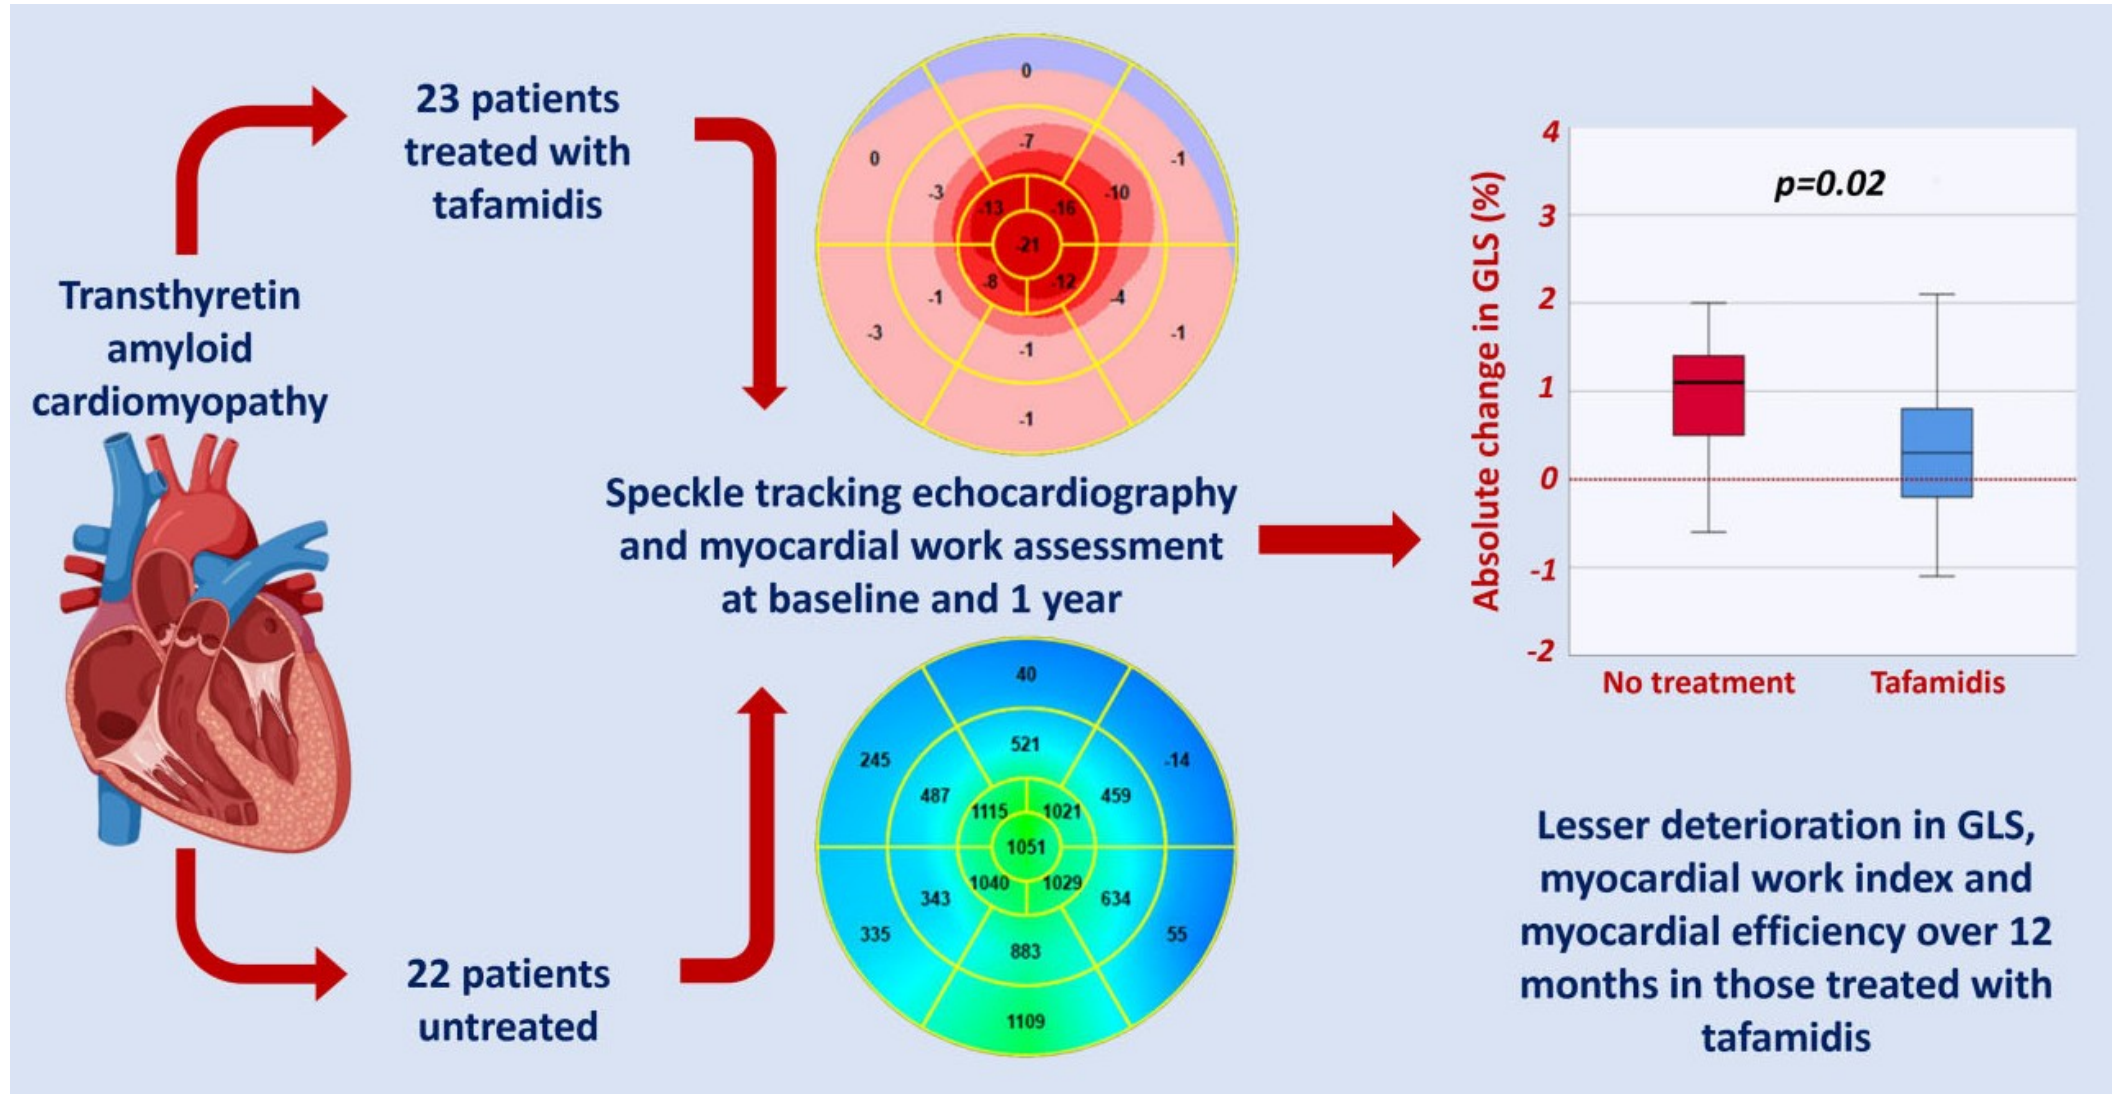 Transthyretin
amyloid
cardiomyopathy
23 patients
treated with
tafamidis
0
-7
0
-1
-3
-10
-13
-16
-21
-8
-12
-1
-4
-3
-1
-1
-1
Speckle tracking echocardiography
and myocardial work assessment
at baseline and 1 year
22 patients
untreated
40
521
245
-14
487
459
1115
1021
1051
1040
1029
343
634
335
55
883
1109
Absolute change in GLS (%)
4
3
2
1
0
-1
-2
p=0.02
No treatment
Tafamidis
Lesser deterioration in GLS,
myocardial work index and
myocardial efficiency over 12
months in those treated with
tafamidis